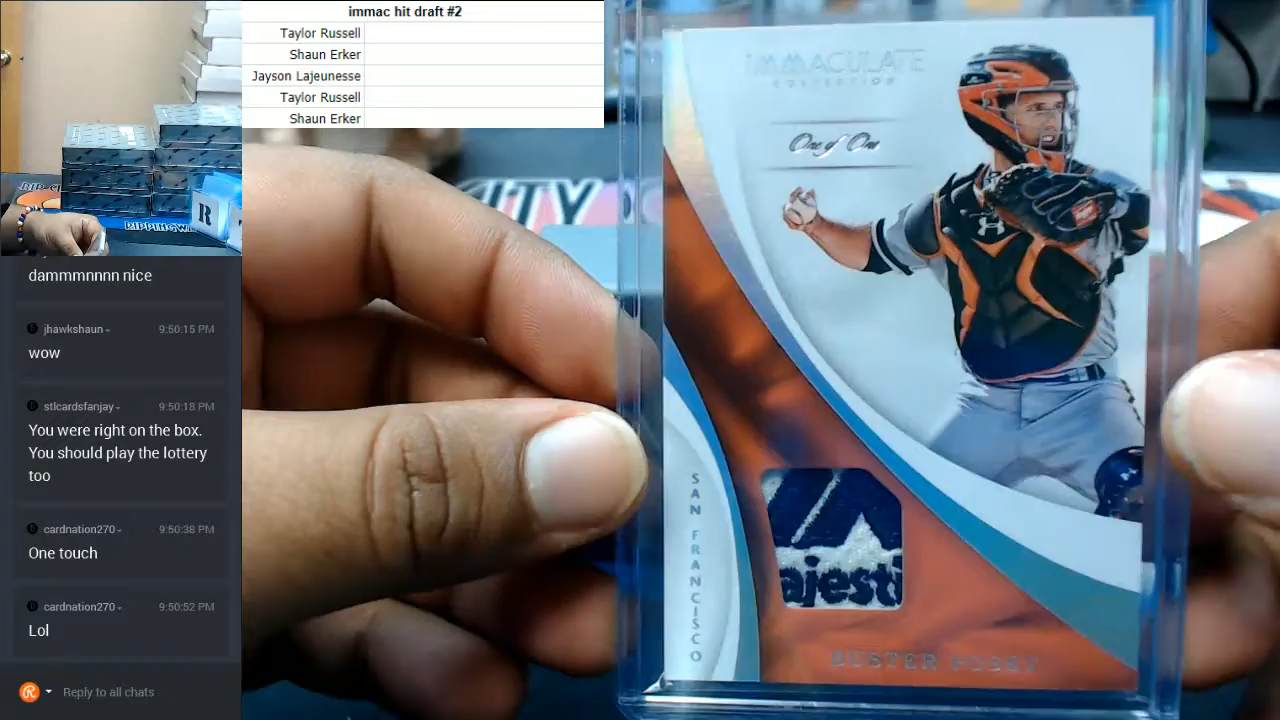 immac hit draft #2
Taylor Russell
Shaun Erker
Jayson Lajeunesse
Taylor Russell
Shaun Erker
R
RIPPINGWA
dammmnnnn nice
jhawkshaun
9:50:15 PM
wow
stlcardsfanjay
9:50:18 PM
You were right on the box.
You should play the lottery
too
cardnation270
9:50:38 PM
One touch
cardnation270
9:50:52 PM
Lol
Reply to all chats
ITY
IMMACULATE
COLLECTION
One of One
SAN FRANCISCO
ajesti
BUSTER POSEY